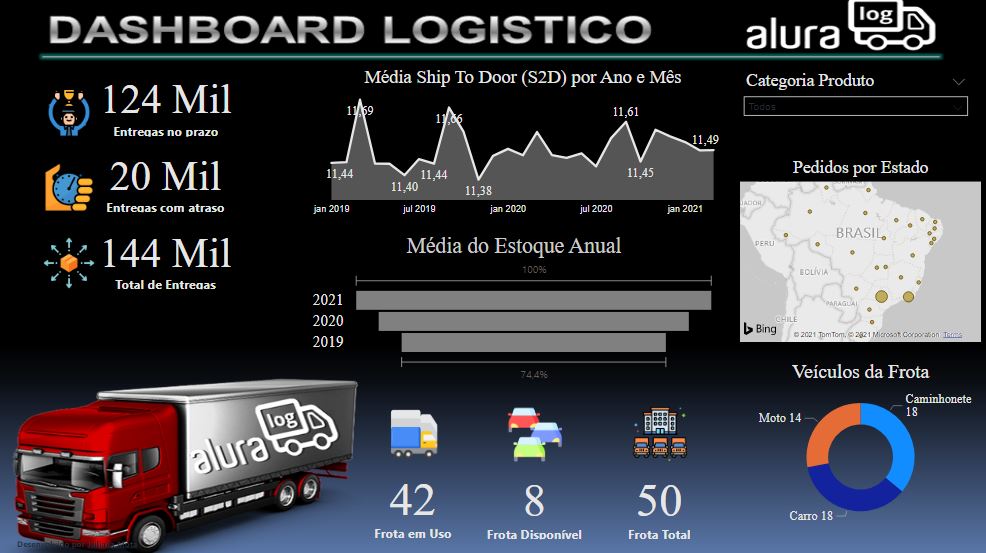 DASHBOARD LOGISTICO
alura log
124 Mil
Entregas no prazo
20 Mil
Entregas com atraso
144 Mil
Total de Entregas
Média Ship To Door (S2D) por Ano e Mês
11,69
11,66
11,61
11,49
11,44
11,40
11,44
11,38
11,45
jan 2019
jul 2019
jan 2020
jul 2020
jan 2021
Categoria Produto
Todos
Pedidos por Estado
BRASIL
PERU
BOLÍVIA
PARAGUAI
CHILE
Bing
© 2021 TomTom, © 2021 Microsoft Corporation Terms
Média do Estoque Anual
100%
2021
2020
2019
74,4%
alura log
42
Frota em Uso
8
Frota Disponível
50
Frota Total
Veículos da Frota
Caminhonete
18
Moto 14
Carro 18